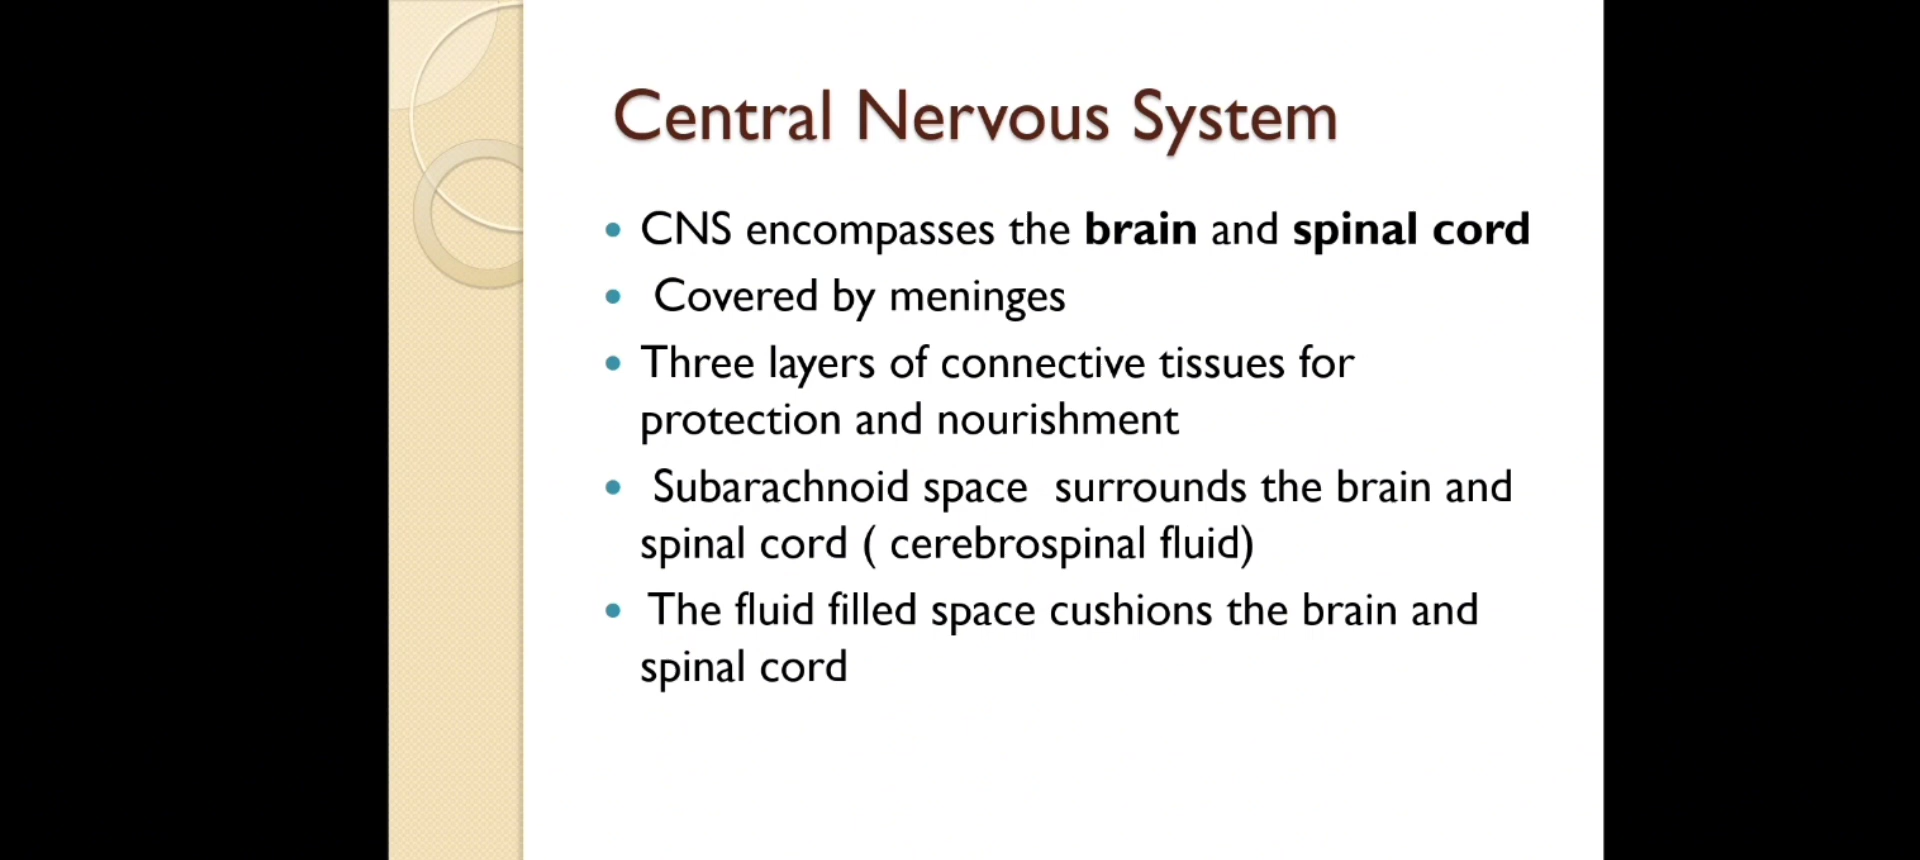 Central Nervous System
• CNS encompasses the brain and spinal cord
• Covered by meninges
• Three layers of connective tissues for
protection and nourishment
• Subarachnoid space  surrounds the brain and
spinal cord ( cerebrospinal fluid)
• The fluid filled space cushions the brain and
spinal cord